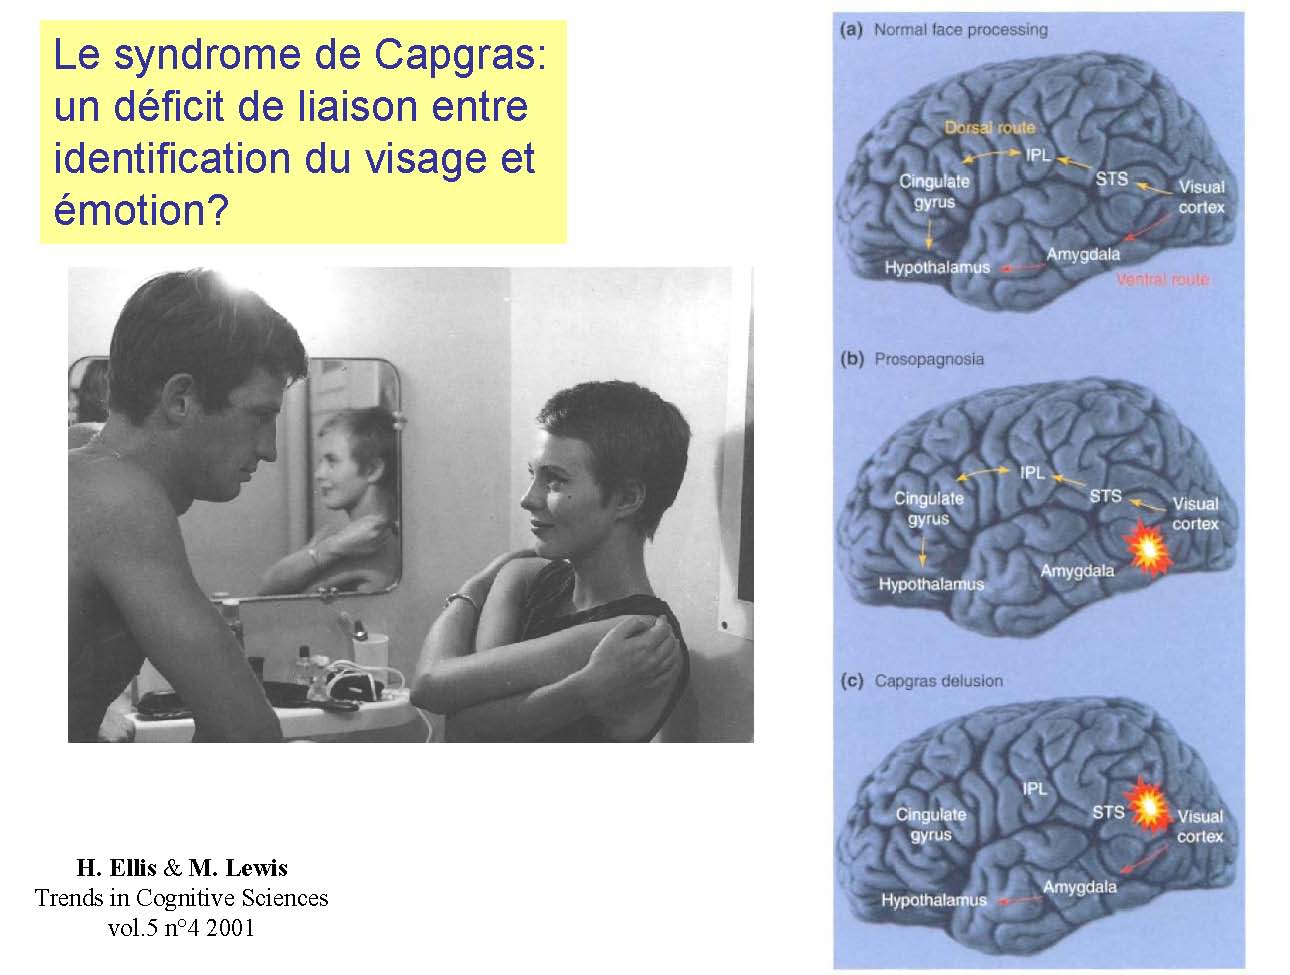 Le syndrome de Capgras:
un déficit de liaison entre
identification du visage et
émotion?
H. Ellis & M. Lewis
Trends in Cognitive Sciences
vol.5 n°4 2001
(a) Normal face processing
Dorsal route
IPL
STS
Cingulate
gyrus
Visual
cortex
Amygdala
Hypothalamus
Ventral route
(b) Prosopagnosia
IPL
STS
Cingulate
gyrus
Visual
cortex
Amygdala
Hypothalamus
(c) Capgras delusion
IPL
STS
Cingulate
gyrus
Visual
cortex
Amygdala
Hypothalamus